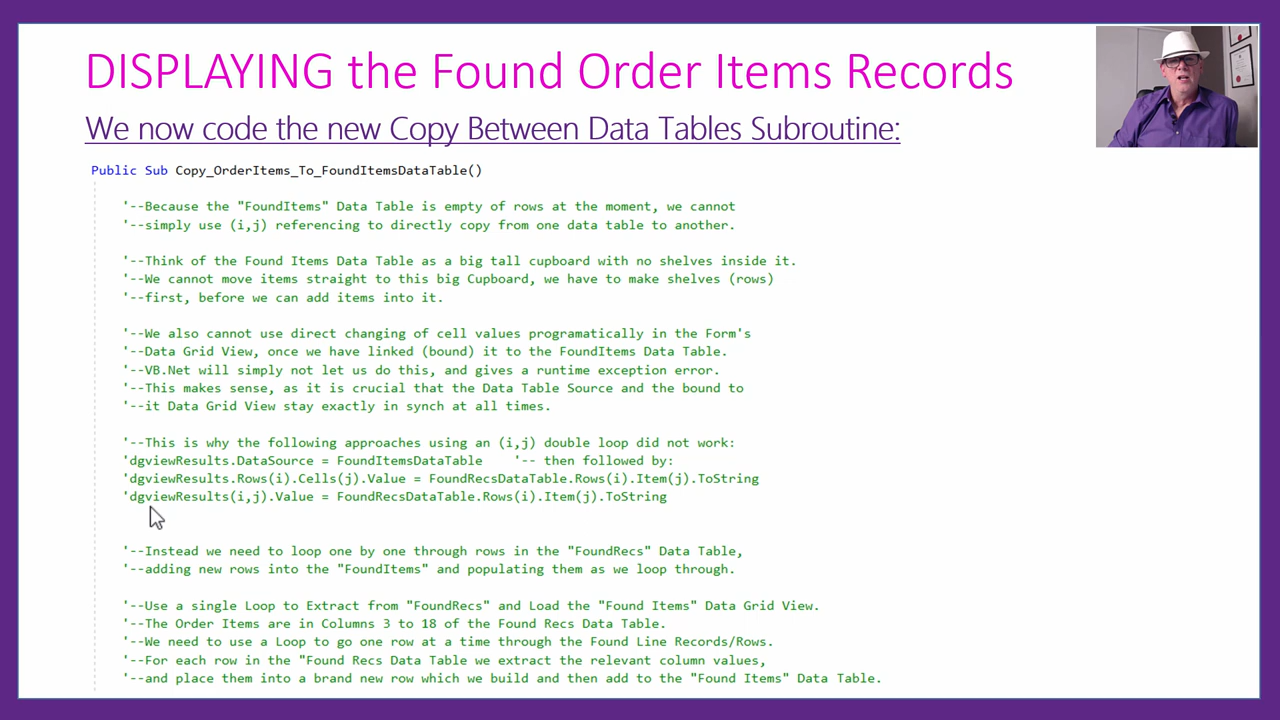 DISPLAYING the Found Order Items Records
We now code the new Copy Between Data Tables Subroutine:
Public Sub Copy_OrderItems_To_FoundItemsDataTable()
'--Because the "FoundItems" Data Table is empty of rows at the moment, we cannot
'--simply use (i,j) referencing to directly copy from one data table to another.
'--Think of the Found Items Data Table as a big tall cupboard with no shelves inside it.
'--We cannot move items straight to this big Cupboard, we have to make shelves (rows)
'--first, before we can add items into it.
'--We also cannot use direct changing of cell values programatically in the Form's
'--Data Grid View, once we have linked (bound) it to the FoundItems Data Table.
'--VB.Net will simply not let us do this, and gives a runtime exception error.
'--This makes sense, as it is crucial that the Data Table Source and the bound to
'--it Data Grid View stay exactly in synch at all times.
'--This is why the following approaches using an (i,j) double loop did not work:
'dgviewResults.DataSource = FoundItemsDataTable    '-- then followed by:
'dgviewResults.Rows(i).Cells(j).Value = FoundRecsDataTable.Rows(i).Item(j).ToString
'dgviewResults(i,j).Value = FoundRecsDataTable.Rows(i).Item(j).ToString
'--Instead we need to loop one by one through rows in the "FoundRecs" Data Table,
'--adding new rows into the "FoundItems" and populating them as we loop through.
'--Use a single Loop to Extract from "FoundRecs" and Load the "Found Items" Data Grid View.
'--The Order Items are in Columns 3 to 18 of the Found Recs Data Table.
'--We need to use a Loop to go one row at a time through the Found Line Records/Rows.
'--For each row in the "Found Recs Data Table we extract the relevant column values,
'--and place them into a brand new row which we build and then add to the "Found Items" Data Table.